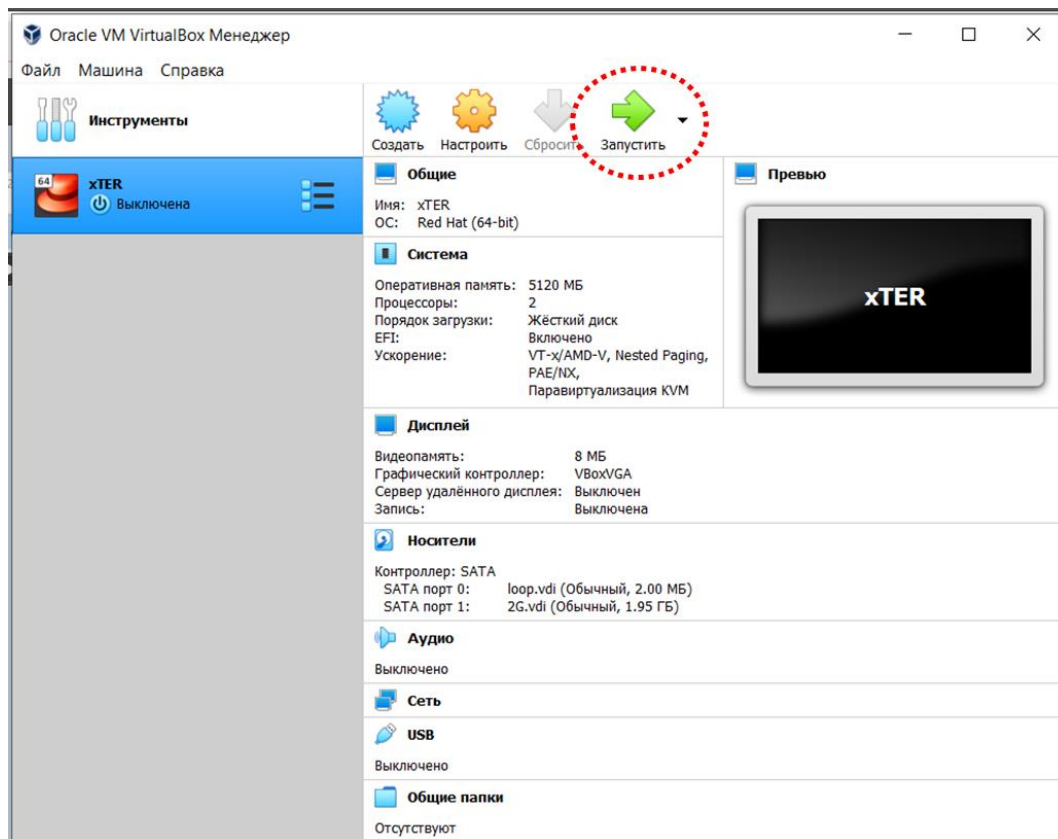 Oracle VM VirtualBox Менеджер
Файл Машина Справка
Инструменты
Создать Настроить Сбросить Запустить
64
xTER
Выключена
Общие
Имя: xTER
ОС: Red Hat (64-bit)
Превью
xTER
Система
Оперативная память: 5120 МБ
Процессоры: 2
Порядок загрузки: Жёсткий диск
EFI: Включено
Ускорение: VT-x/AMD-V, Nested Paging,
PAE/NX,
Паравиртуализация KVM
Дисплей
Видеопамять: 8 МБ
Графический контроллер: VBoxVGA
Сервер удалённого дисплея: Выключен
Запись: Выключена
Носители
Контроллер: SATA
SATA порт 0: loop.vdi (Обычный, 2.00 МБ)
SATA порт 1: 2G.vdi (Обычный, 1.95 ГБ)
Аудио
Выключено
Сеть
USB
Выключено
Общие папки
Отсутствуют